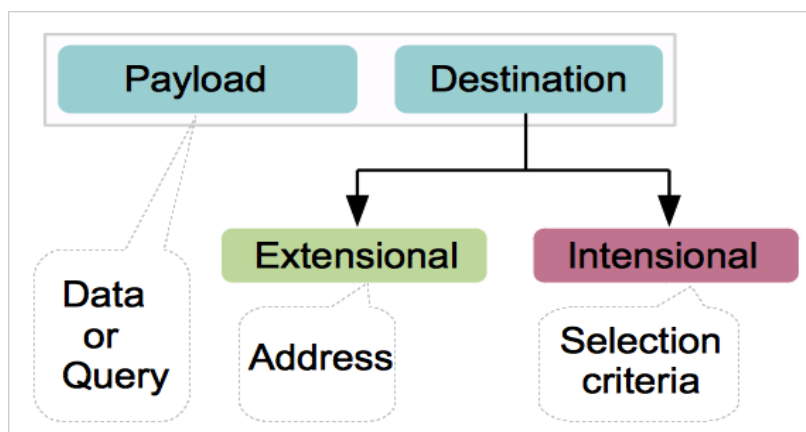 Payload
Destination
Extensional
Intensional
Data
or
Query
Address
Selection
criteria